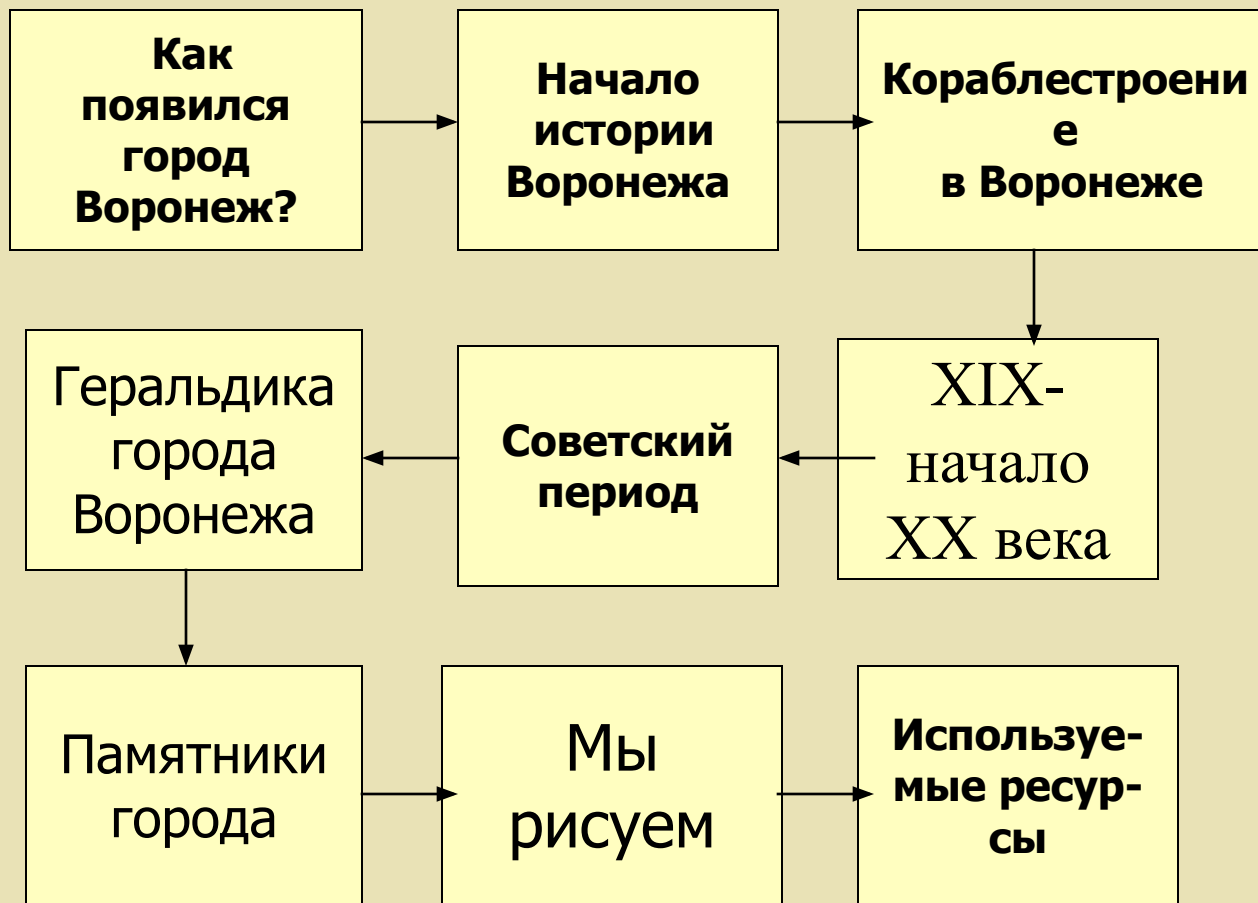 Как
появился
город
Воронеж?
Начало
истории
Воронежа
Кораблестроени
е
в Воронеже
Геральдика
города
Воронежа
Советский
период
XIX-
начало
XX века
Памятники
города
Мы
рисуем
Используе-
мые ресур-
сы